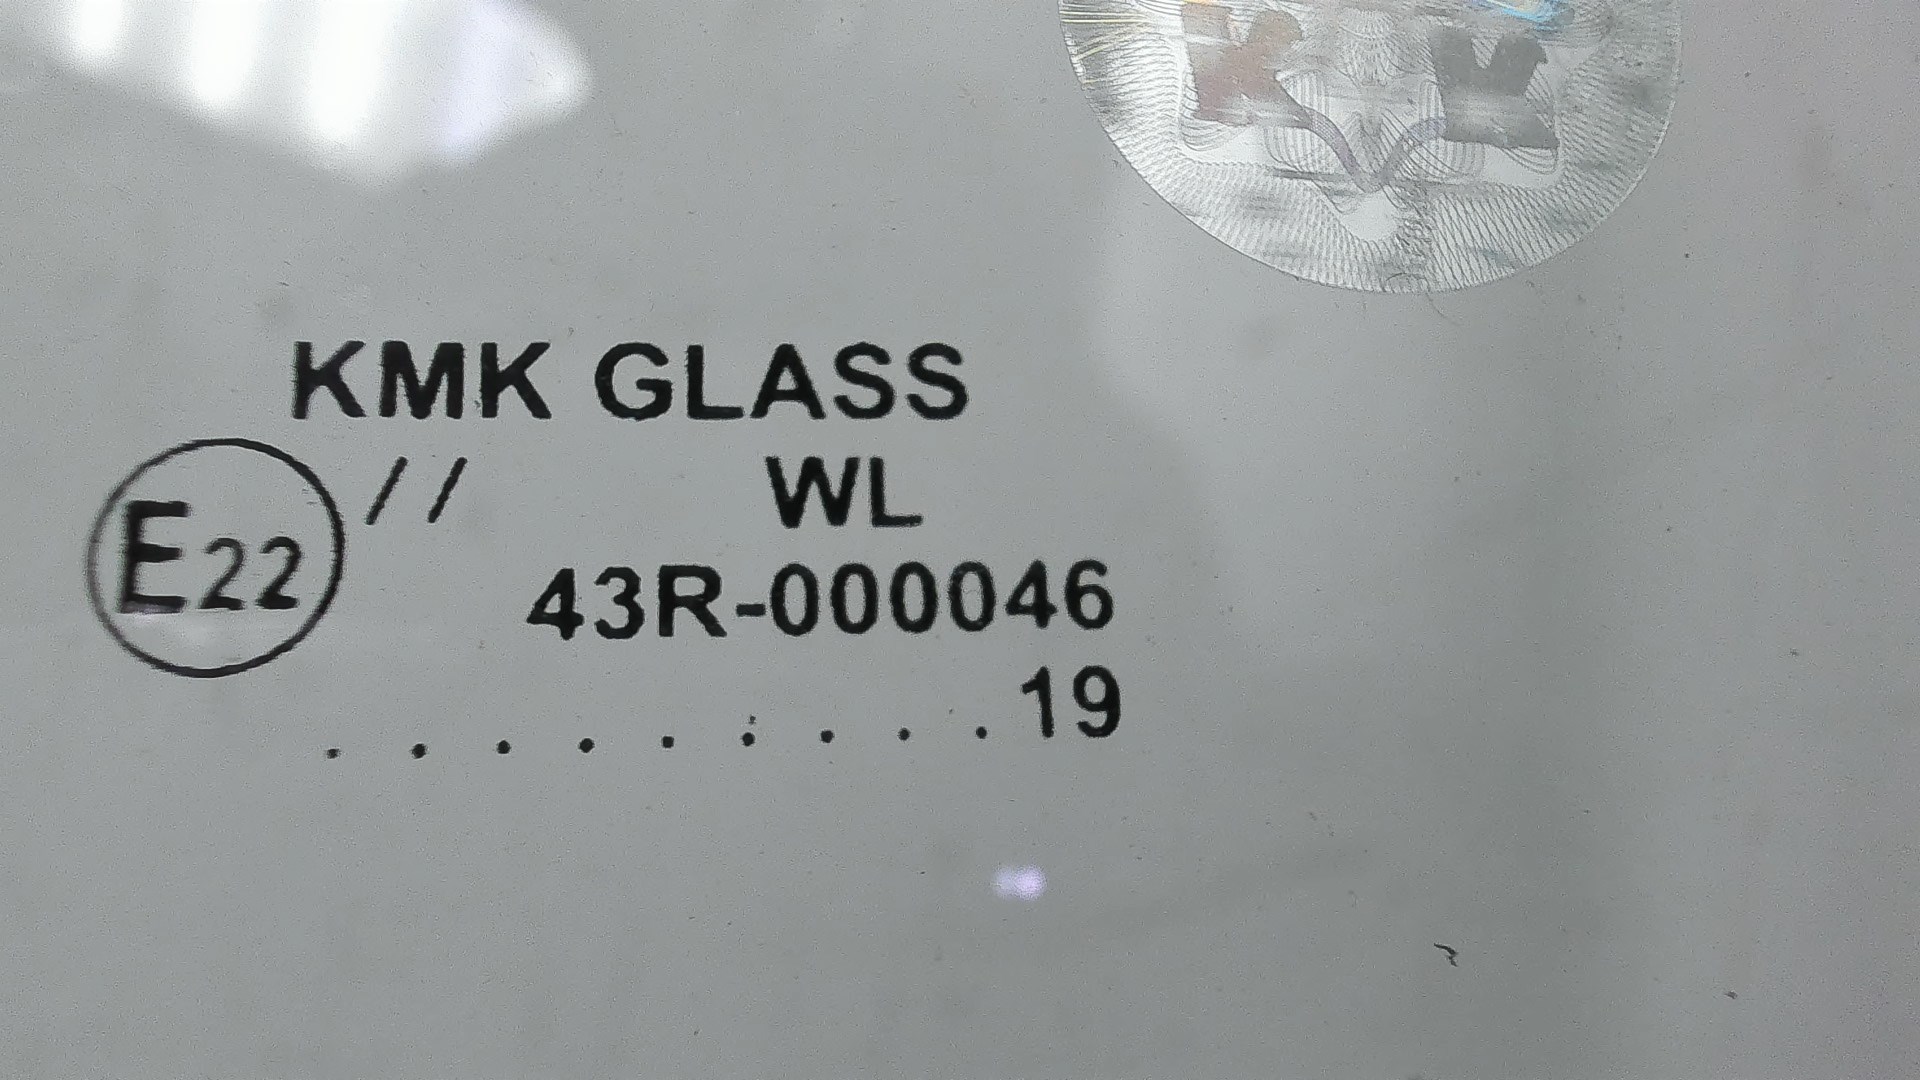 KMK GLASS
E22 // WL
43R-000046
. . . . . . . . . 19